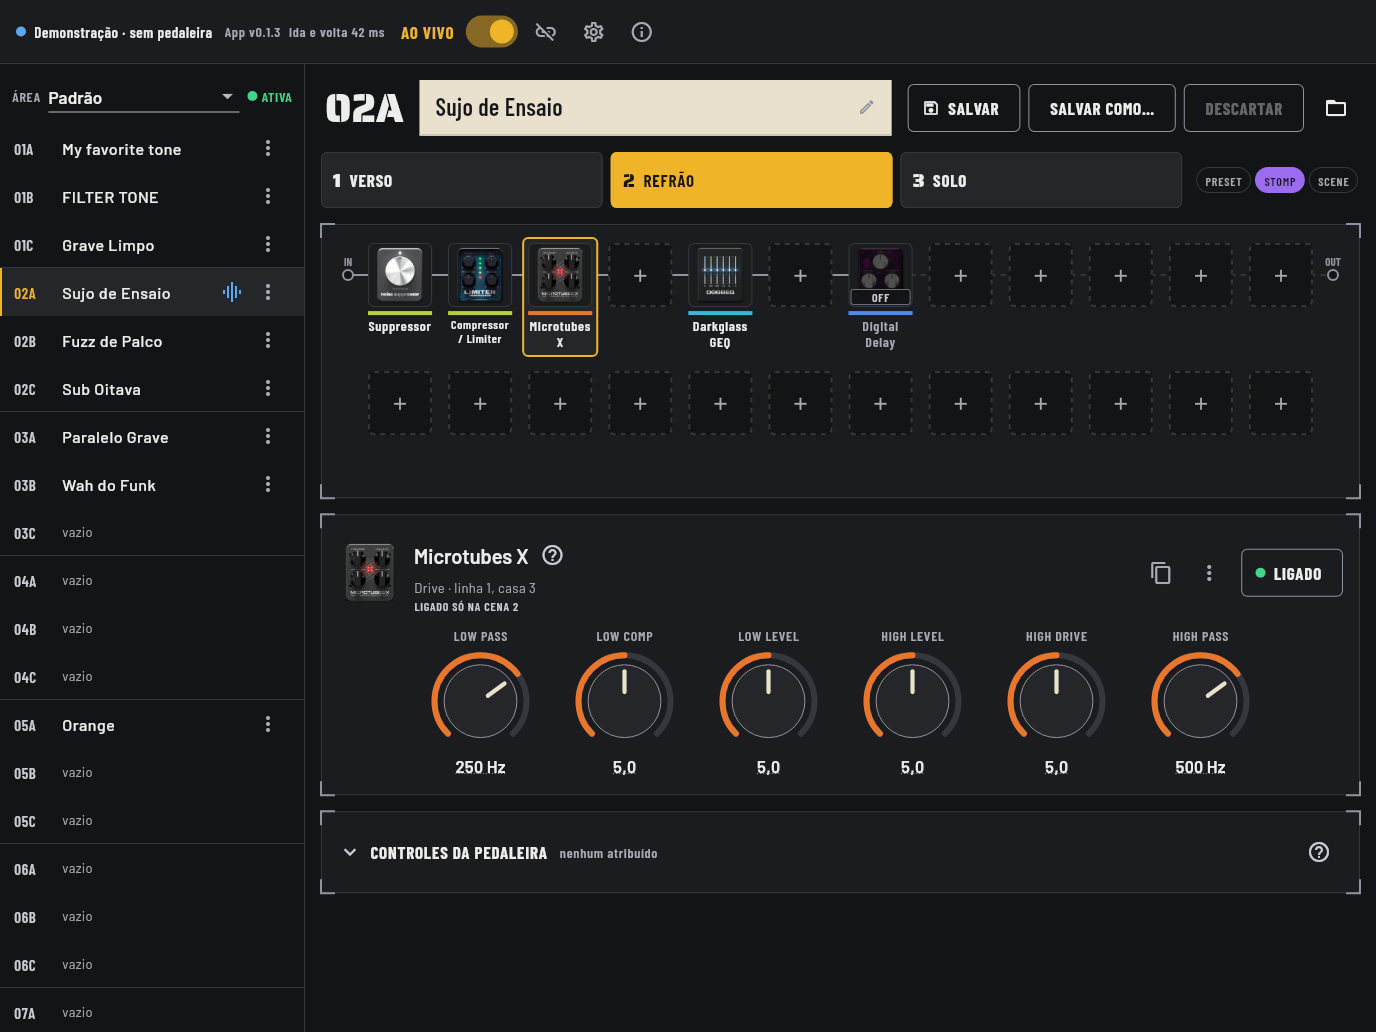 Demonstração · sem pedaleira App v0.1.3 Ida e volta 42 ms AO VIVO
ÁREA Padrão ATIVA
01A My favorite tone
01B FILTER TONE
01C Grave Limpo
02A Sujo de Ensaio
02B Fuzz de Palco
02C Sub Oitava
03A Paralelo Grave
03B Wah do Funk
03C vazio
04A vazio
04B vazio
04C vazio
05A Orange
05B vazio
05C vazio
06A vazio
06B vazio
06C vazio
07A vazio
02A Sujo de Ensaio SALVAR SALVAR COMO... DESCARTAR
1 VERSO 2 REFRÃO 3 SOLO PRESET STOMP SCENE
IN OUT
noise suppressor LIMITER MICROTUBES X OFF
Suppressor Compressor / Limiter Microtubes X Darkglass GEQ Digital Delay
Microtubes X
Drive · linha 1, casa 3
LIGADO SÓ NA CENA 2
LIGADO
LOW PASS LOW COMP LOW LEVEL HIGH LEVEL HIGH DRIVE HIGH PASS
250 Hz 5,0 5,0 5,0 5,0 500 Hz
CONTROLES DA PEDALEIRA nenhum atribuído